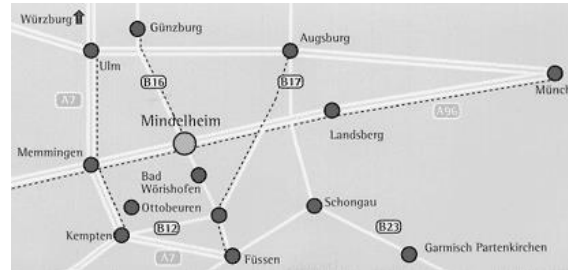 Würzburg
Günzburg
Augsburg
Ulm
B16
B17
Münch
A7
Mindelheim
A96
Landsberg
Memmingen
Bad
Wörishofen
Ottobeuren
Schongau
B12
B23
Kempten
A7
Füssen
Garmisch Partenkirchen